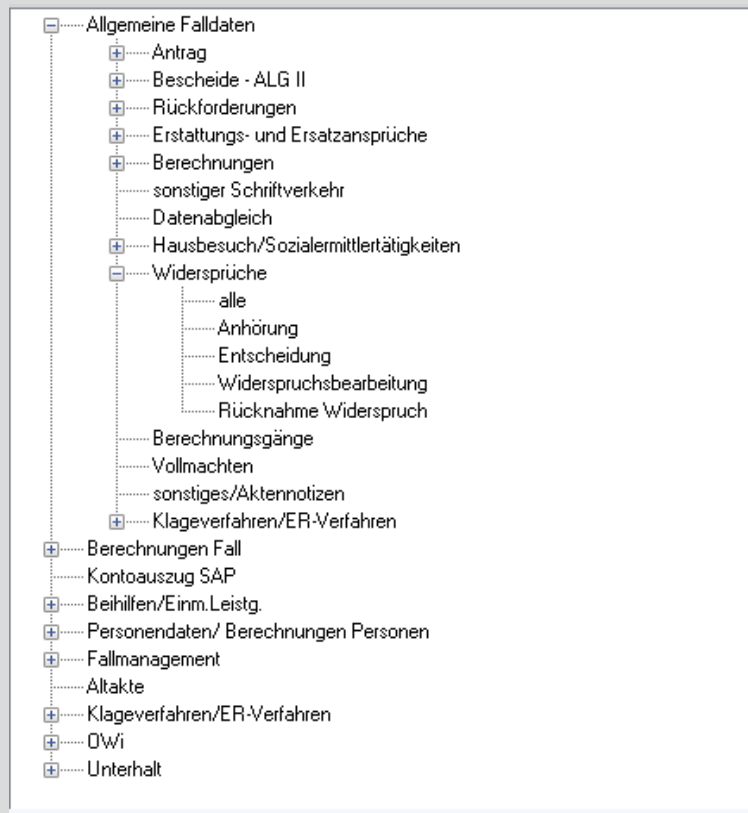 Allgemeine Falldaten
Antrag
Bescheide - ALG II
Rückforderungen
Erstattungs- und Ersatzansprüche
Berechnungen
sonstiger Schriftverkehr
Datenabgleich
Hausbesuch/Sozialermittlertätigkeiten
Widersprüche
alle
Anhörung
Entscheidung
Widerspruchsbearbeitung
Rücknahme Widerspruch
Berechnungsgänge
Vollmachten
sonstiges/Aktennotizen
Klageverfahren/ER-Verfahren
Berechnungen Fall
Kontoauszug SAP
Beihilfen/Einm.Leistg.
Personendaten/ Berechnungen Personen
Fallmanagement
Altakte
Klageverfahren/ER-Verfahren
OWi
Unterhalt